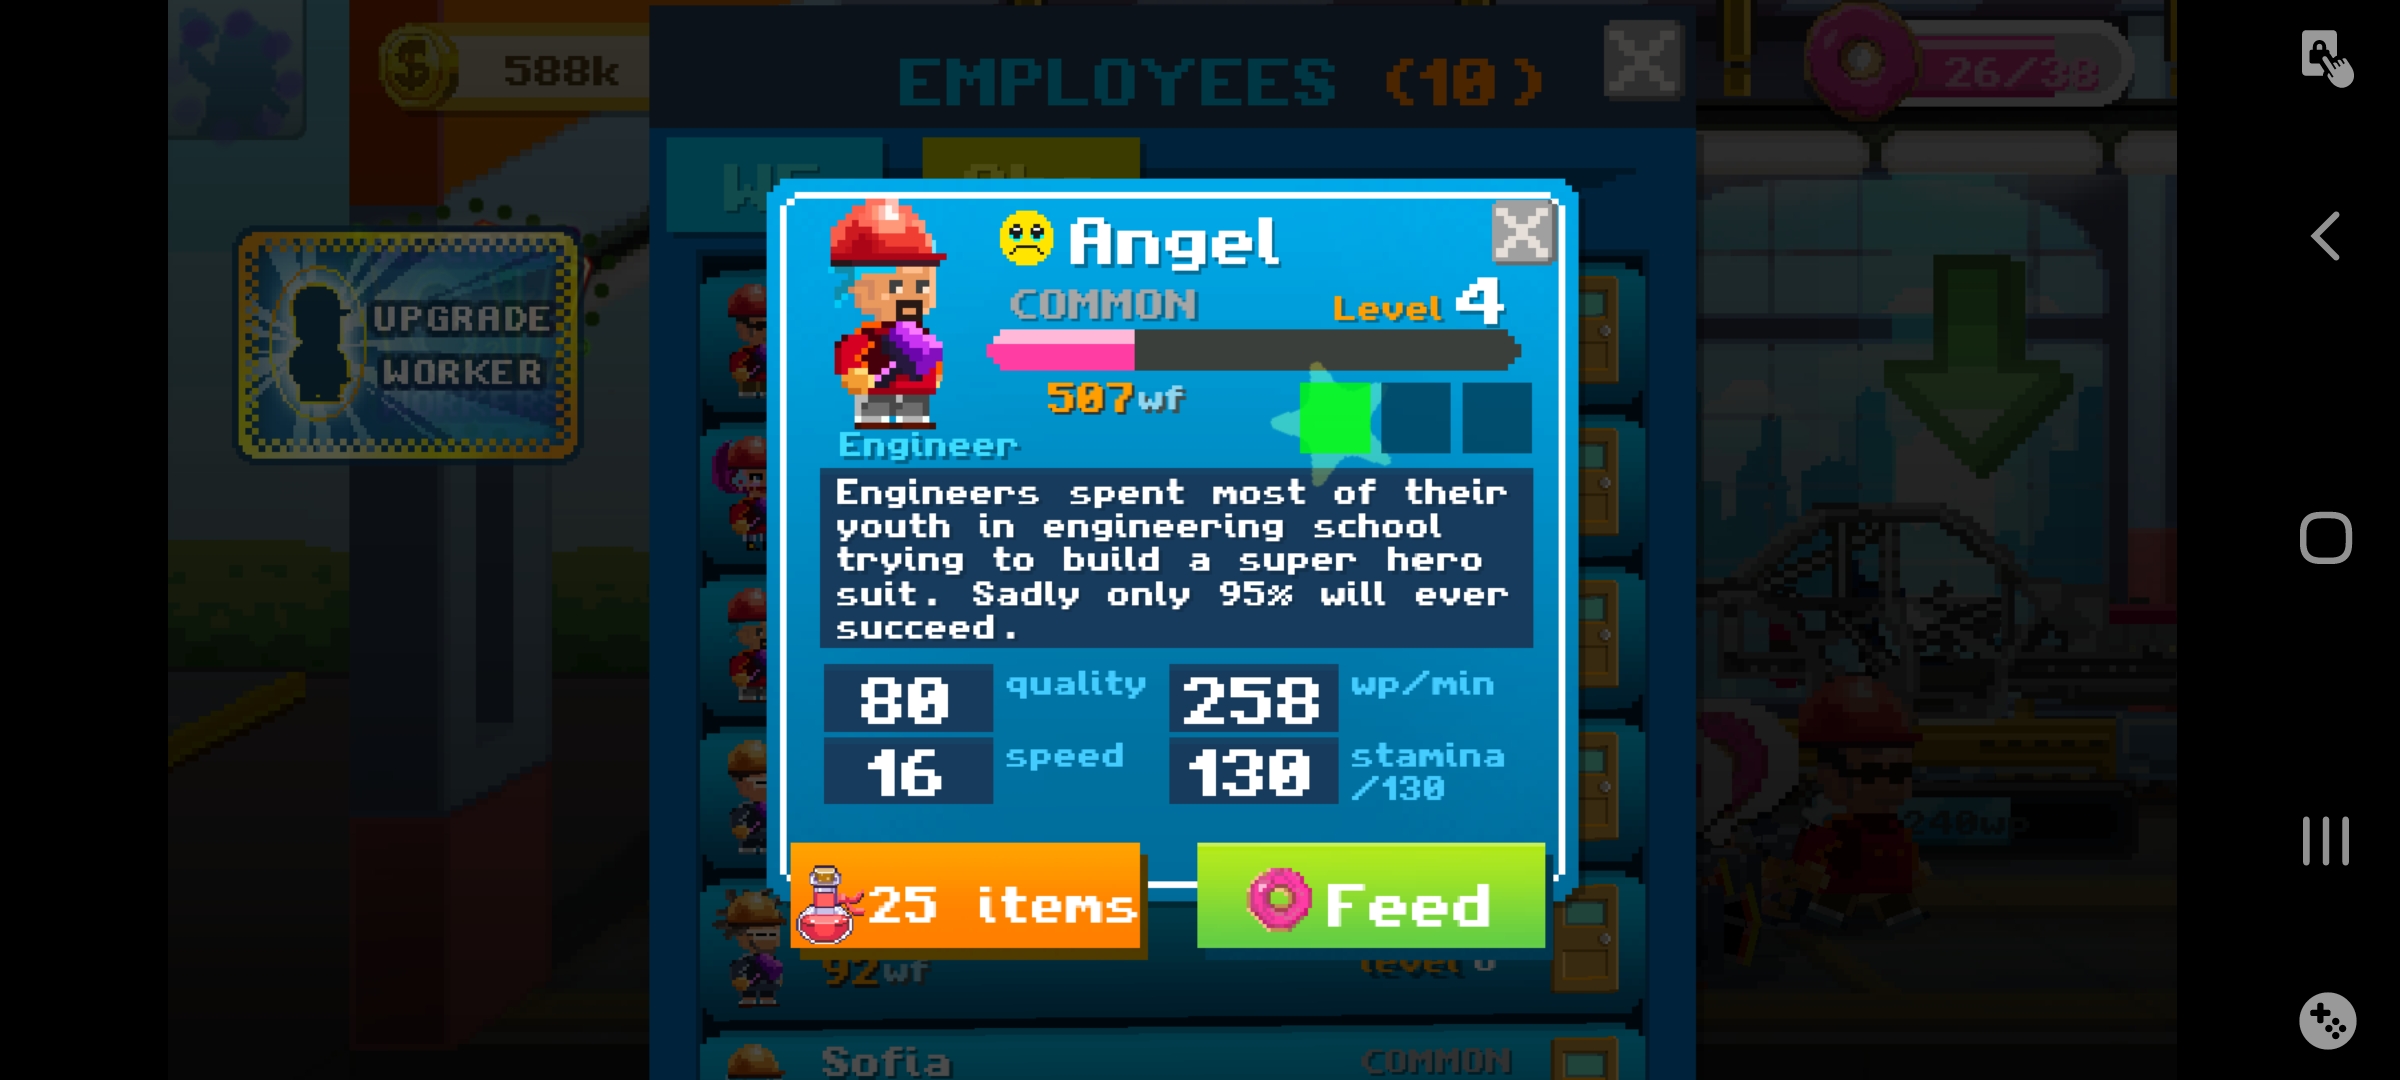 588k
EMPLOYEES (10)
26/38
UPGRADE
WORKER
Angel
COMMON
Level 4
507wf
Engineer
Engineers spent most of their
youth in engineering school
trying to build a super hero
suit. Sadly only 95% will ever
succeed.
80 quality
258 wp/min
16 speed
130 stamina
/130
25 items
Feed
240wp
92wf
level
Sofia
COMMON